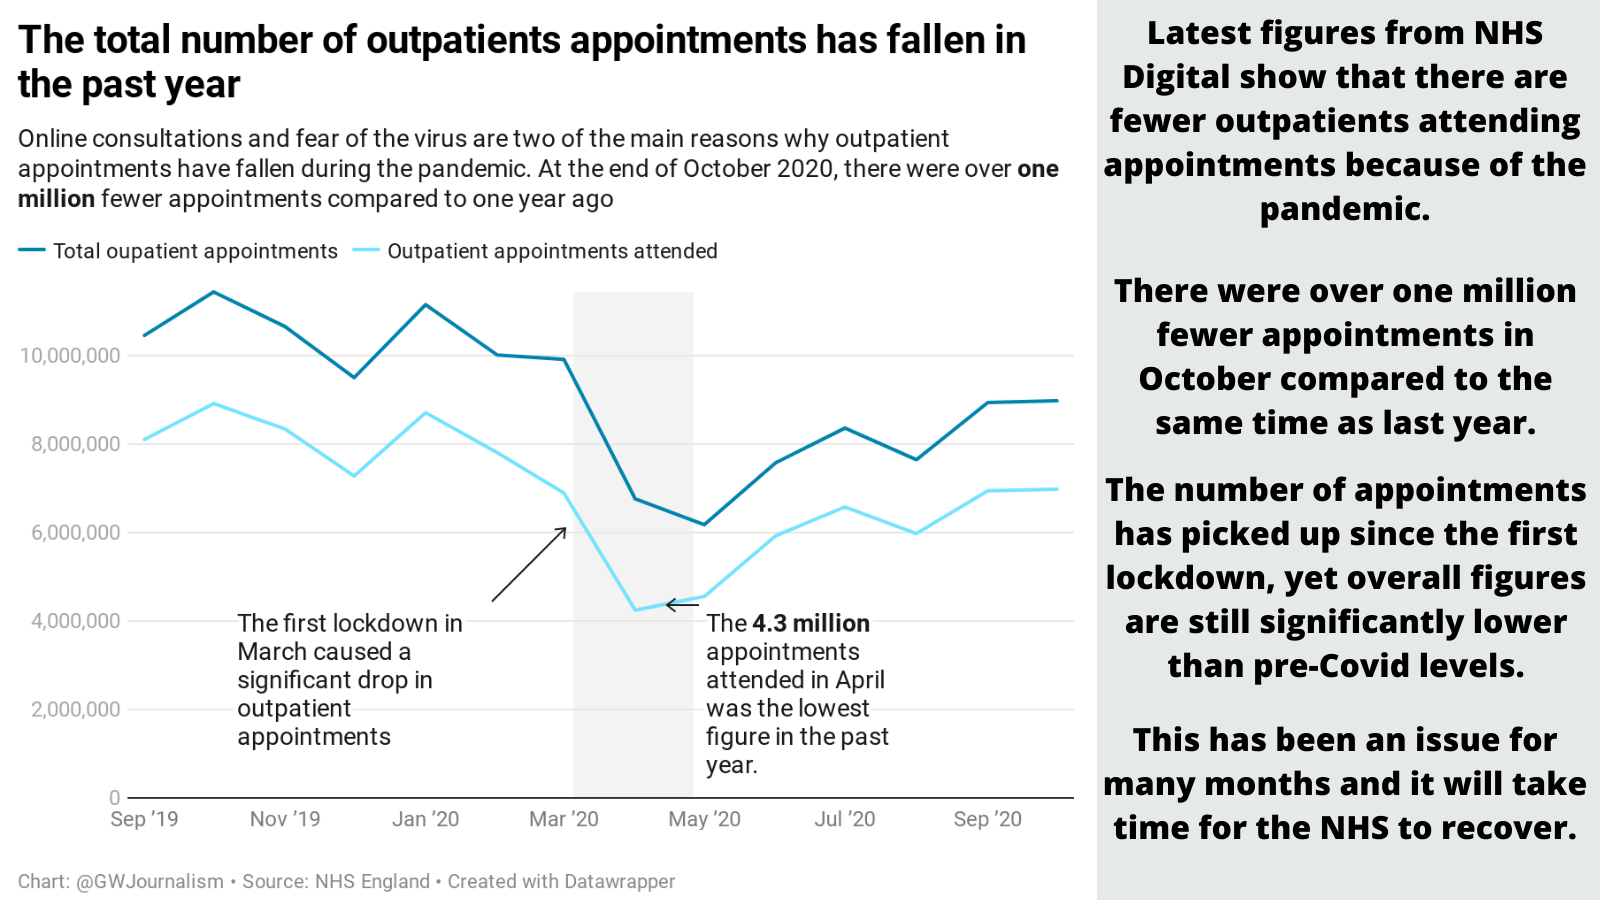 The total number of outpatients appointments has fallen in
the past year
Online consultations and fear of the virus are two of the main reasons why outpatient
appointments have fallen during the pandemic. At the end of October 2020, there were over one
million fewer appointments compared to one year ago
Total oupatient appointments
Outpatient appointments attended
10,000,000
8,000,000
6,000,000
4,000,000
2,000,000
0
The first lockdown in
March caused a
significant drop in
outpatient
appointments
The 4.3 million
appointments
attended in April
was the lowest
figure in the past
year.
Sep ’19
Nov ’19
Jan ’20
Mar ’20
May ’20
Jul ’20
Sep ’20
Chart: @GWJournalism • Source: NHS England • Created with Datawrapper
Latest figures from NHS
Digital show that there are
fewer outpatients attending
appointments because of the
pandemic.
There were over one million
fewer appointments in
October compared to the
same time as last year.
The number of appointments
has picked up since the first
lockdown, yet overall figures
are still significantly lower
than pre-Covid levels.
This has been an issue for
many months and it will take
time for the NHS to recover.